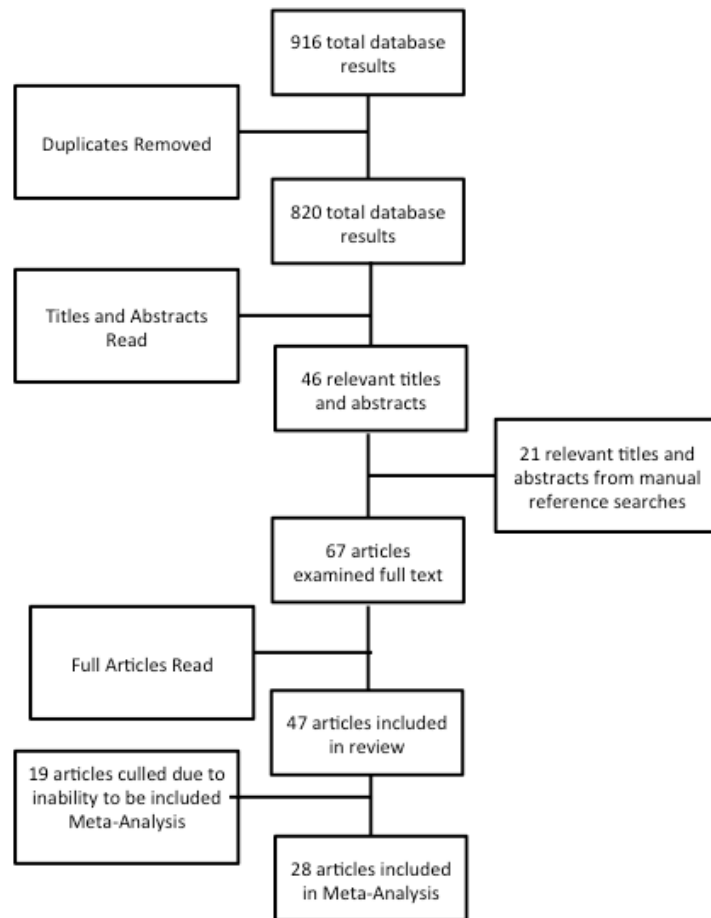 916 total database
results
Duplicates Removed
820 total database
results
Titles and Abstracts
Read
46 relevant titles
and abstracts
21 relevant titles and
abstracts from manual
reference searches
67 articles
examined full text
Full Articles Read
47 articles included
in review
19 articles culled due to
inability to be included
Meta-Analysis
28 articles included
in Meta-Analysis